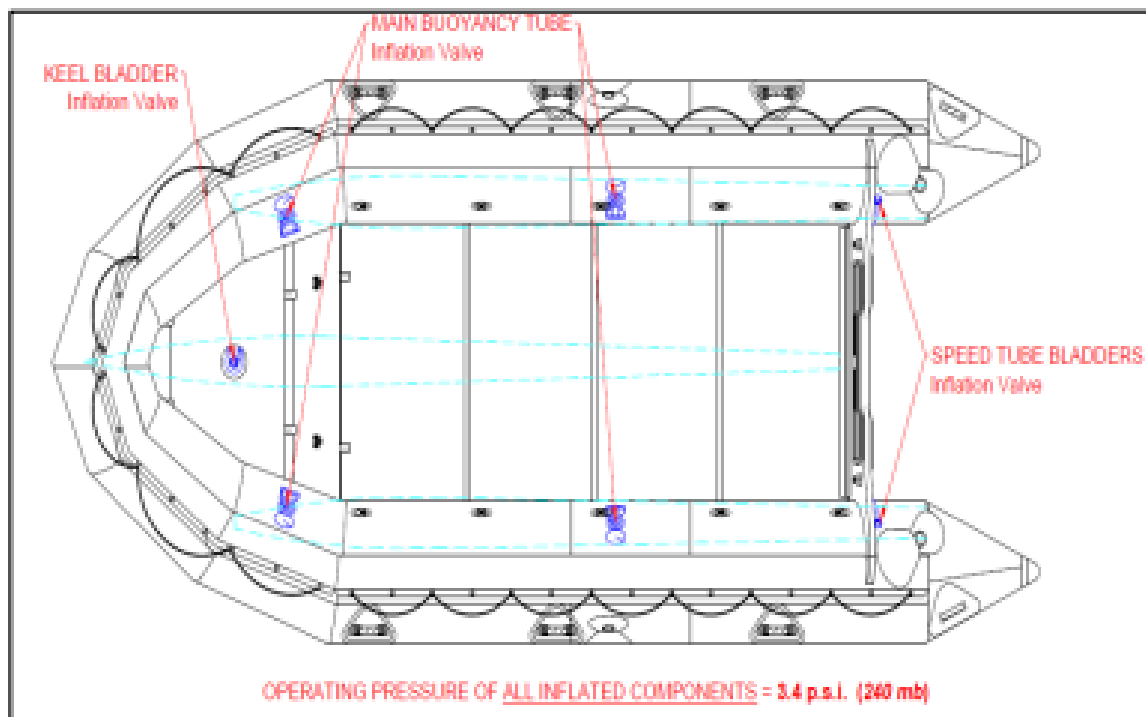 MAIN BUOYANCY TUBE
Inflation Valve
KEEL BLADDER
Inflation Valve
SPEED TUBE BLADDERS
Inflation Valve
OPERATING PRESSURE OF ALL INFLATED COMPONENTS = 3.4 p.s.i. (240 mb)